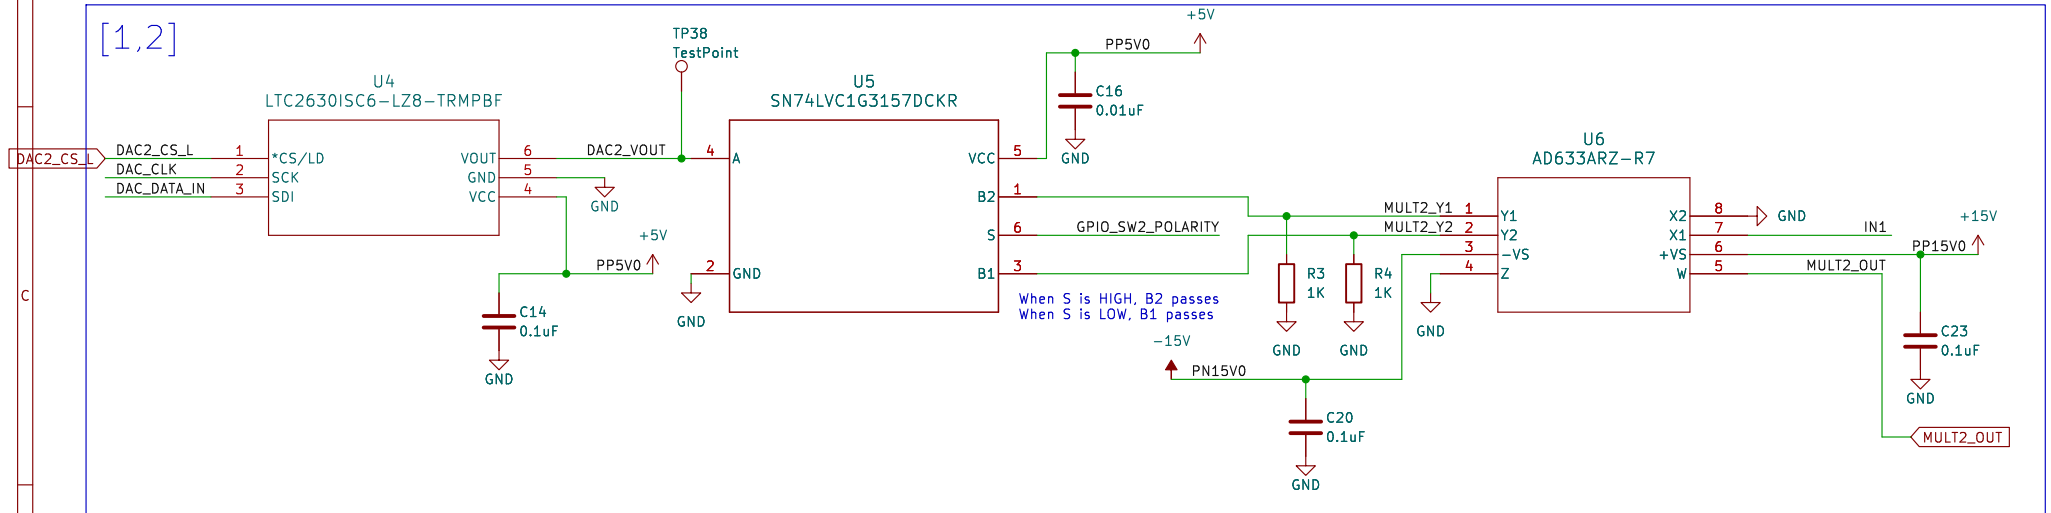 [1,2]
C
DAC2_CS_L
DAC2_CS_L
DAC_CLK
DAC_DATA_IN
U4
LTC2630ISC6-LZ8-TRMPBF
1 *CS/LD
2 SCK
3 SDI
VOUT 6
GND 5
VCC 4
DAC2_VOUT
GND
+5V
PP5V0
C14
0.1uF
GND
TP38
TestPoint
U5
SN74LVC1G3157DCKR
4 A
2 GND
GND
VCC 5
B2 1
S 6
B1 3
+5V
PP5V0
C16
0.01uF
GND
GPIO_SW2_POLARITY
When S is HIGH, B2 passes
When S is LOW, B1 passes
R3
1K
GND
R4
1K
GND
-15V
PN15V0
C20
0.1uF
GND
MULT2_Y1
MULT2_Y2
U6
AD633ARZ-R7
1 Y1
2 Y2
3 -VS
4 Z
GND
X2 8
X1 7
+VS 6
W 5
GND
IN1
+15V
PP15V0
MULT2_OUT
C23
0.1uF
GND
MULT2_OUT